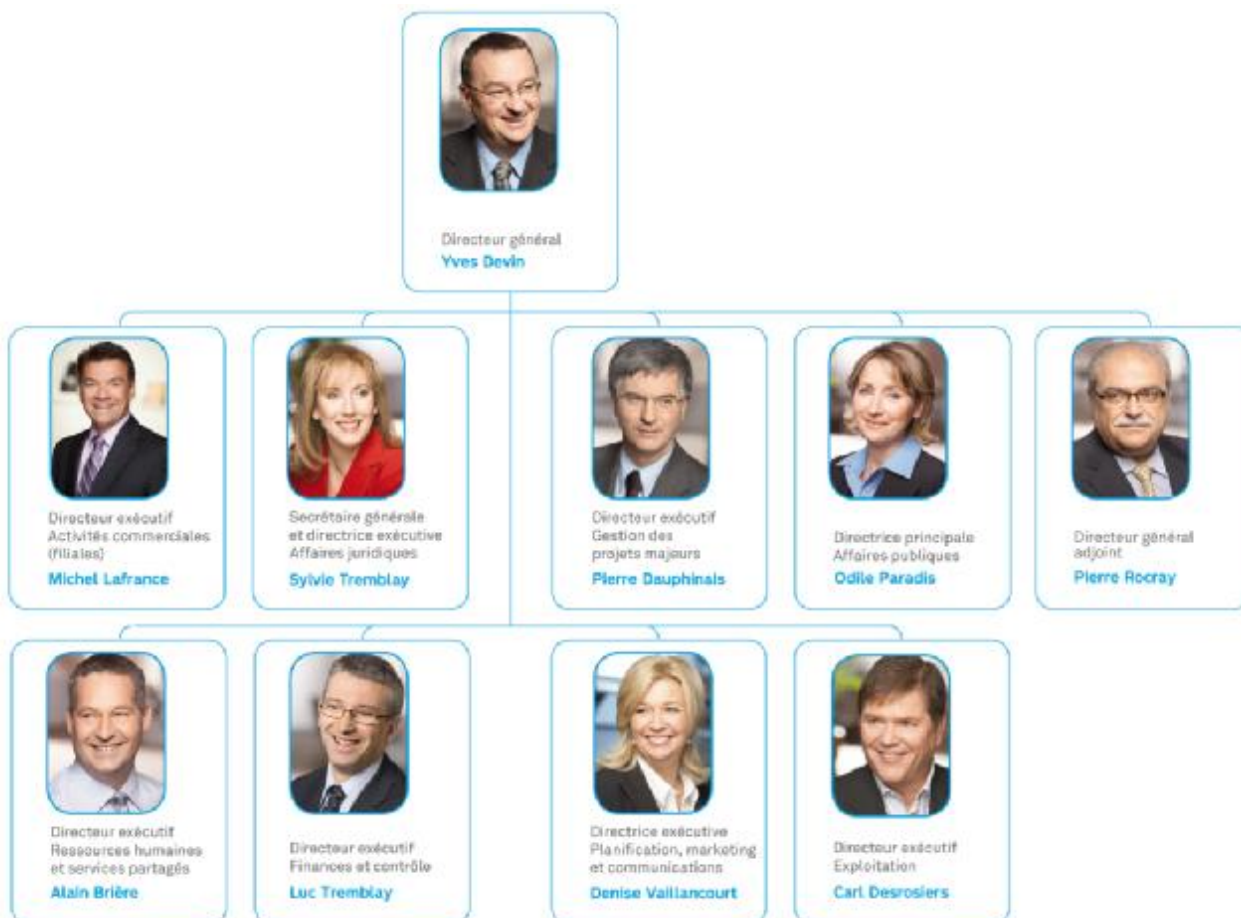 Directeur général
Yves Devin
Directeur exécutif
Activités commerciales
(filiales)
Michel Lafrance
Secrétaire générale
et directrice exécutive
Affaires juridiques
Sylvie Tremblay
Directeur exécutif
Gestion des
projets majeurs
Pierre Dauphinais
Directrice principale
Affaires publiques
Odile Paradis
Directeur général
adjoint
Pierre Rocray
Directeur exécutif
Ressources humaines
et services partagés
Alain Brière
Directeur exécutif
Finances et contrôle
Luc Tremblay
Directrice exécutive
Planification, marketing
et communications
Denise Vaillancourt
Directeur exécutif
Exploitation
Carl Desrosiers